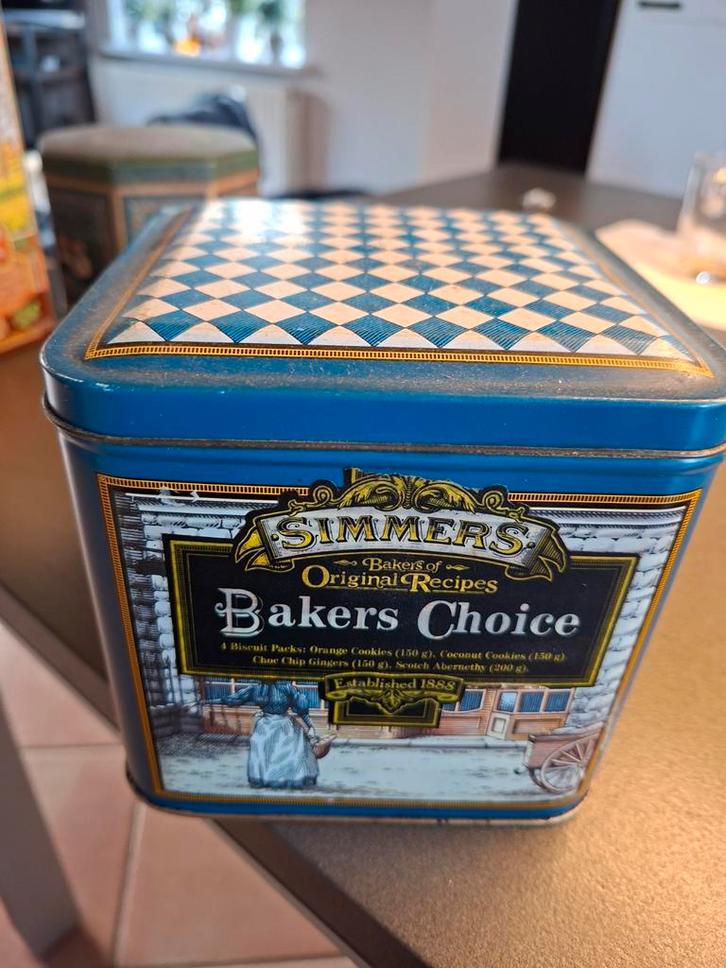 SIMMERS
Bakers of
Original Recipes
Bakers Choice
4 Biscuit Packs: Orange Cookies (150 g), Coconut Cookies (150 g)
Choc Chip Gingers (150 g), Scotch Abernethy (200 g).
Established 1888